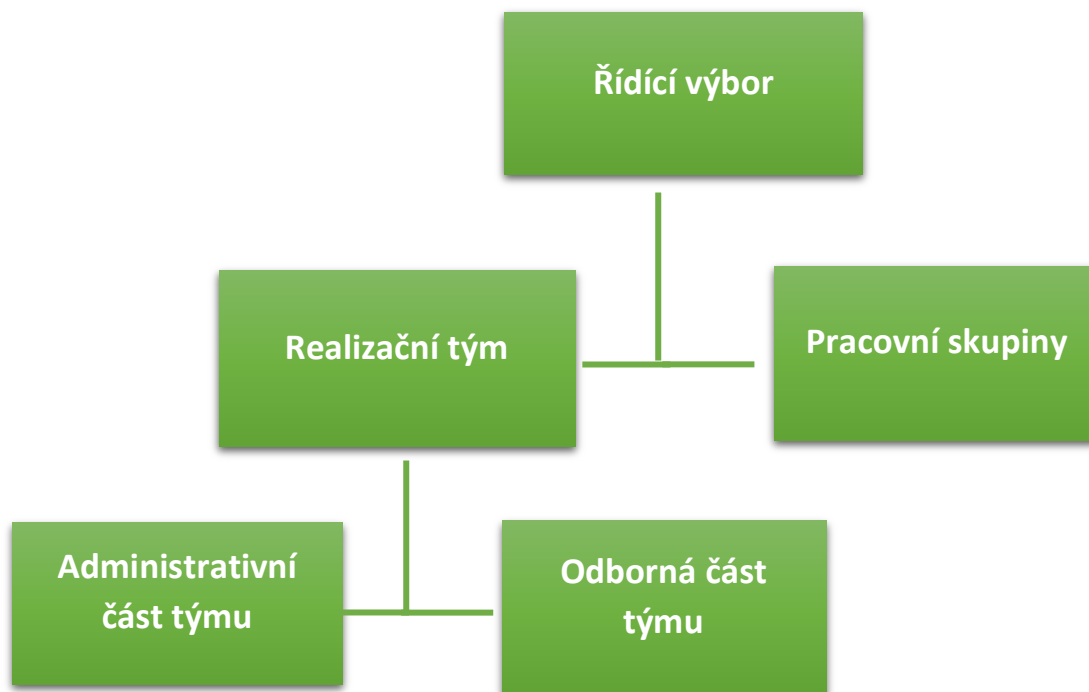 Řídící výbor
Realizační tým
Pracovní skupiny
Administrativní
část týmu
Odborná část
týmu